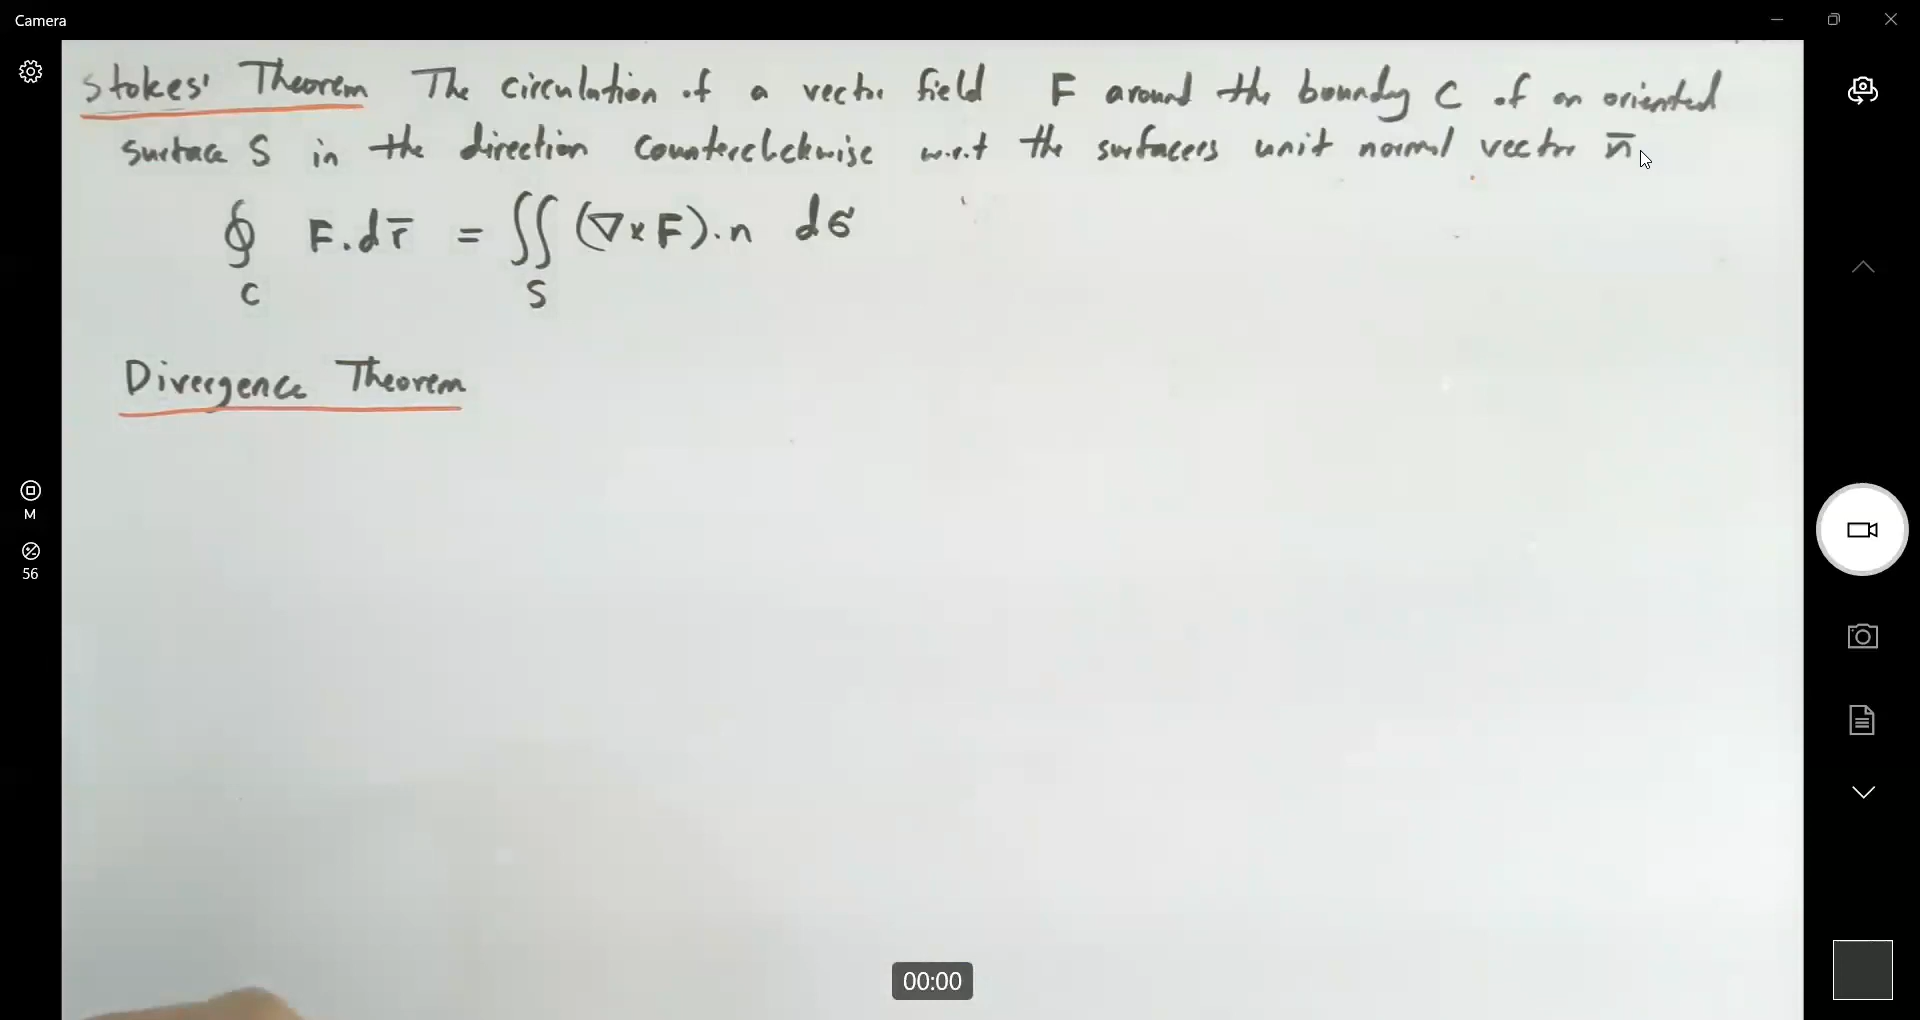 Camera
Stokes' Theorem The circulation of a vector field F around the boundary C of an oriented
surface S in the direction counterclockwise w.r.t the surfacers unit normal vector n̄
∮ F.dr̄ = ∬ (∇×F).n dσ
C S
Divergence Theorem
M
56
00:00